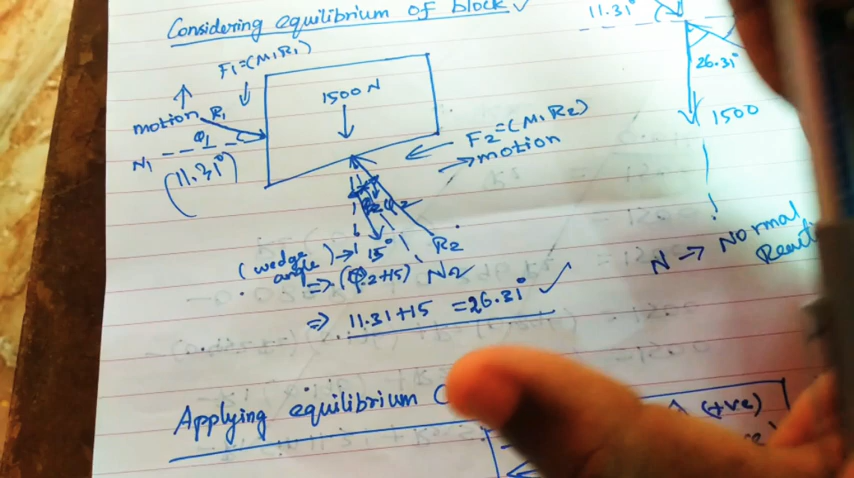 Considering equilibrium of block
11.31°
F1=(M1R1)
26.31°
1500 N
motion
R1
1500
F2=(M1R2)
motion
N1
φ1
(11.31°)
R2
Normal
N →
(wedge angle) → 15°
N2
⇒ (φ2+15)
⇒ 11.31+15 = 26.31°
Applying equilibrium
(+ve)